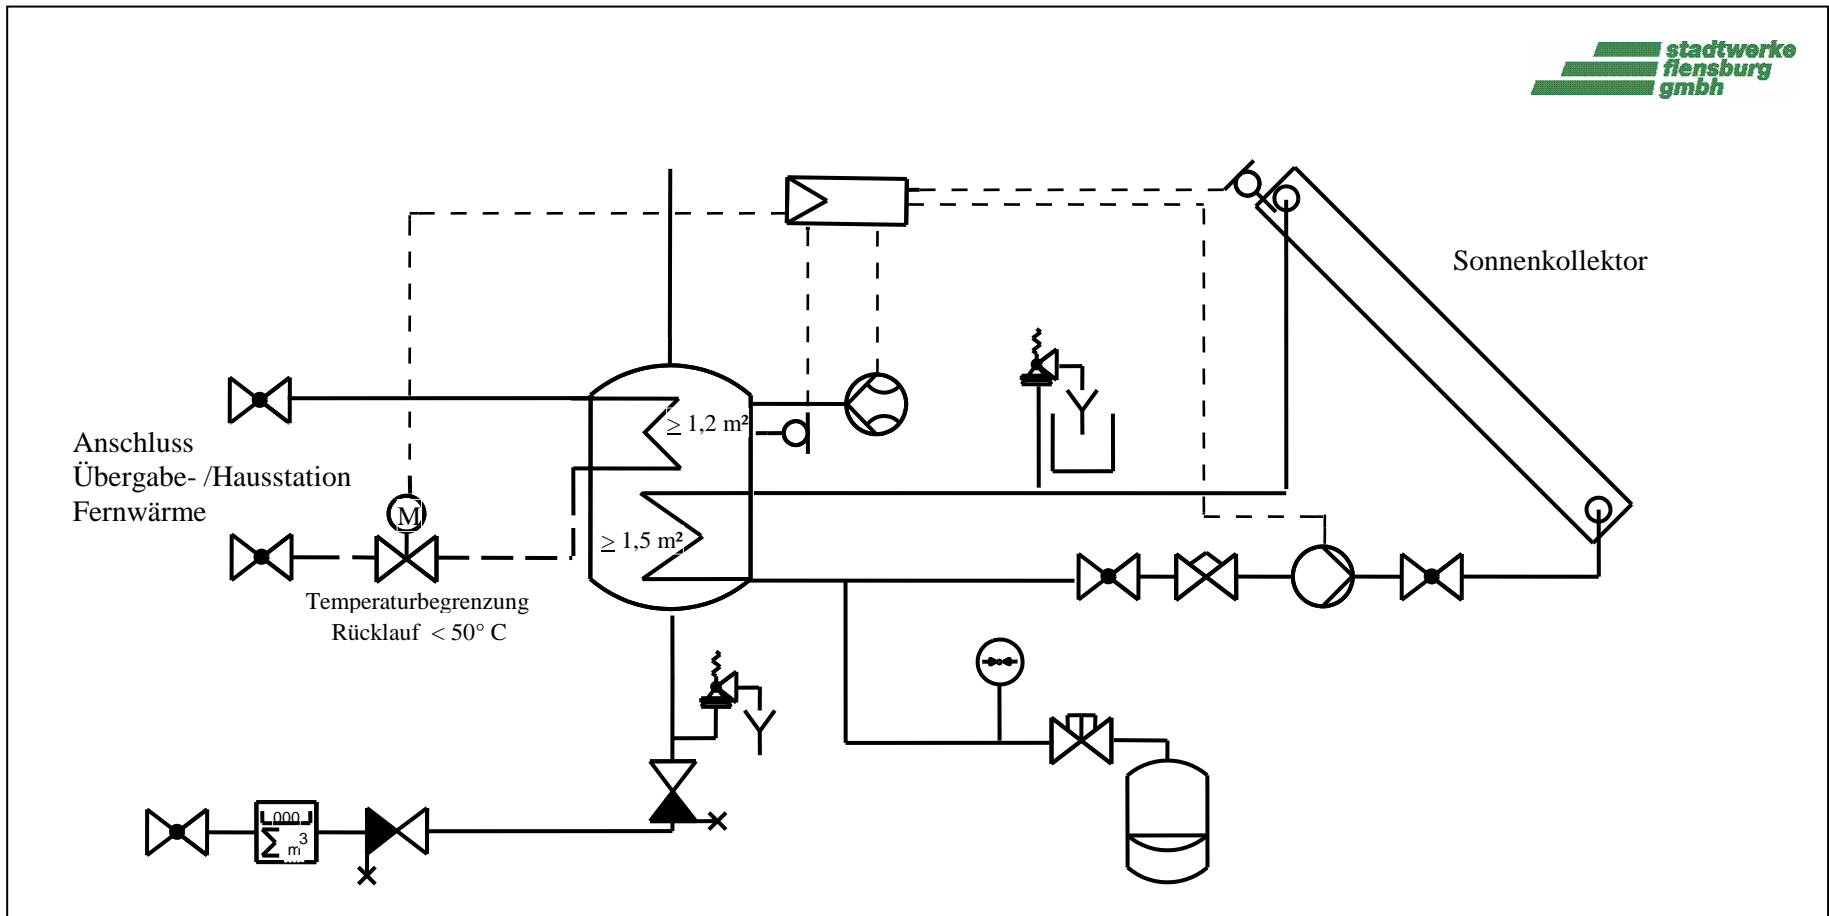 stadtwerke
flensburg
gmbh
Sonnenkollektor
≥ 1,2 m²
Anschluss
Übergabe- /Hausstation
Fernwärme
M
≥ 1,5 m²
Temperaturbegrenzung
Rücklauf < 50° C
000
Σ m³